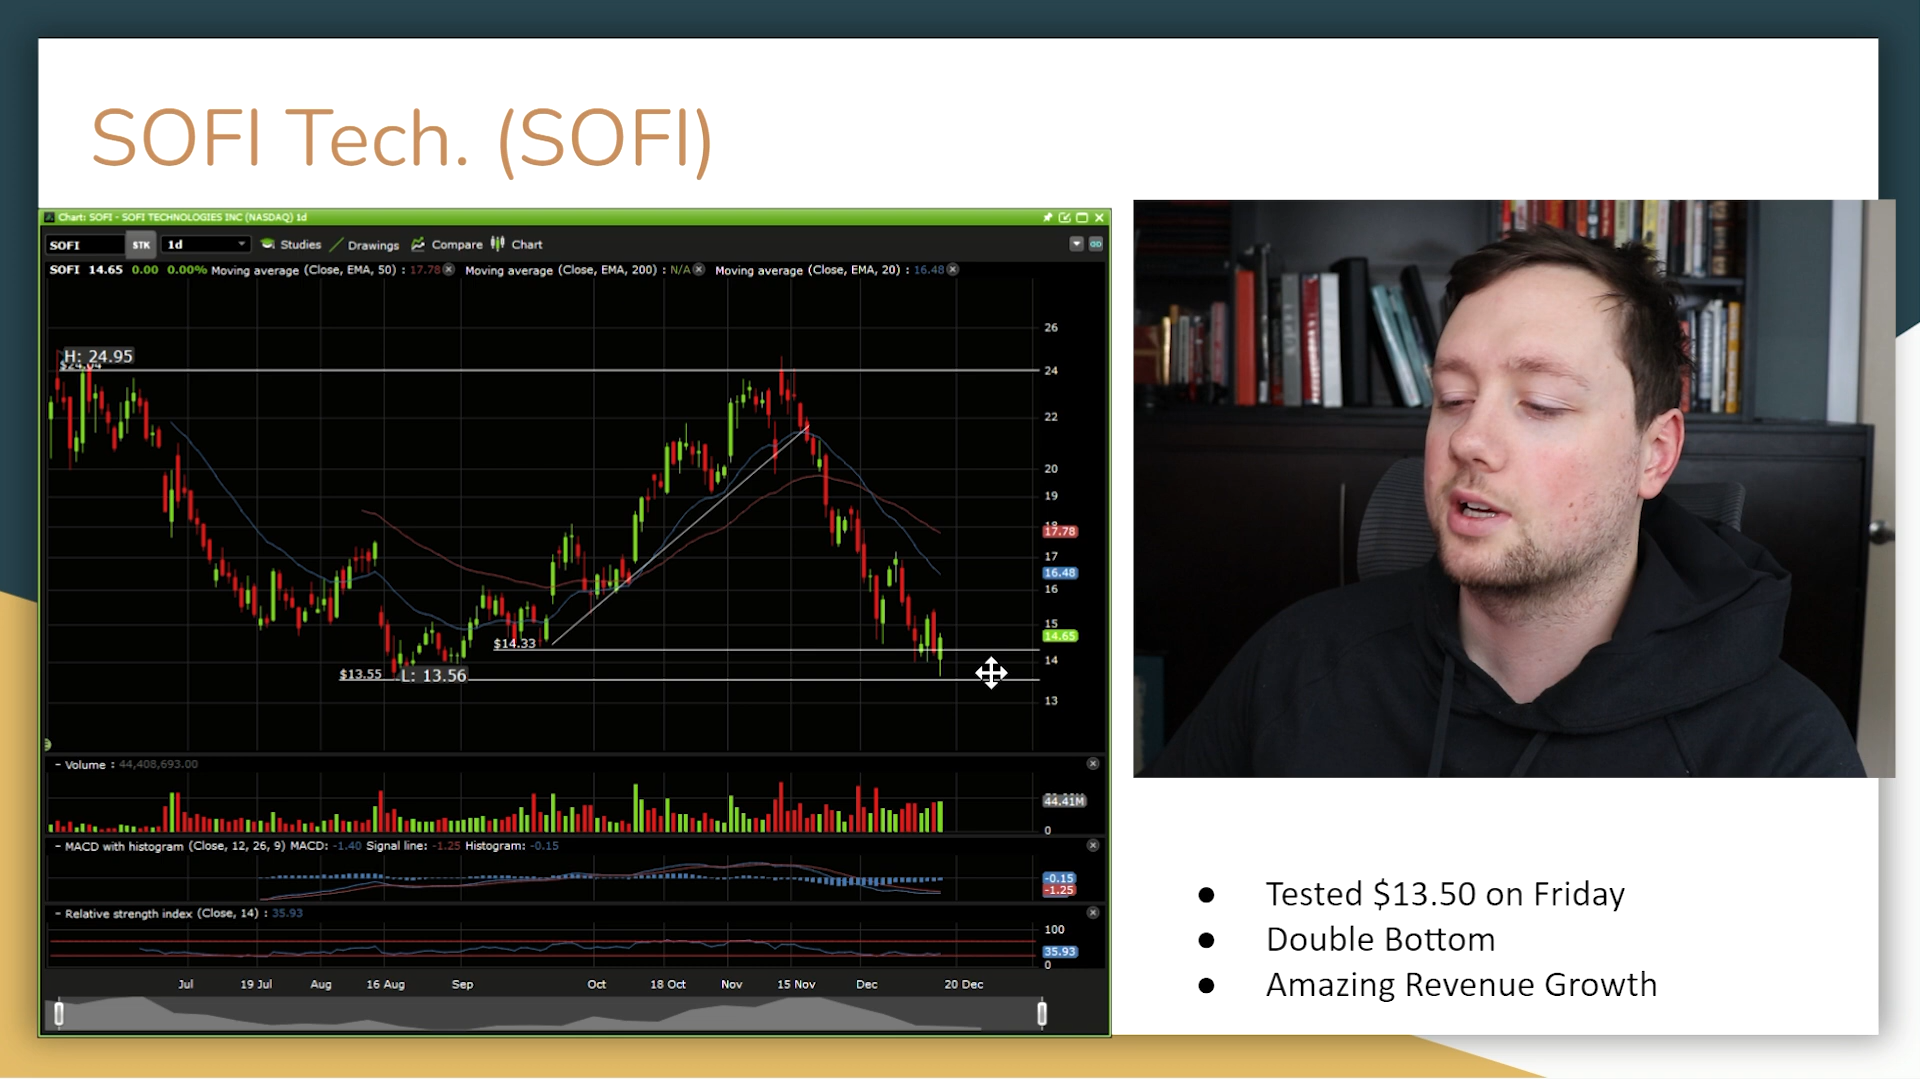 SOFI Tech. (SOFI)
Chart: SOFI - SOFI TECHNOLOGIES INC (NASDAQ) 1d
SOFI STK 1d Studies Drawings Compare Chart
SOFI 14.65 0.00 0.00% Moving average (Close, EMA, 50) : 17.78 Moving average (Close, EMA, 200) : N/A Moving average (Close, EMA, 20) : 16.48
26
H: 24.95
$24.04
24
22
20
19
18
17.78
17
16.48
16
15
14.65
$14.33
14
$13.55 L: 13.56
13
- Volume : 44,408,693.00
44.41M
0
- MACD with histogram (Close, 12, 26, 9) MACD: -1.40 Signal line: -1.25 Histogram: -0.15
-0.15
-1.25
- Relative strength index (Close, 14) : 35.93
100
35.93
0
Jul 19 Jul Aug 16 Aug Sep Oct 18 Oct Nov 15 Nov Dec 20 Dec
● Tested $13.50 on Friday
● Double Bottom
● Amazing Revenue Growth